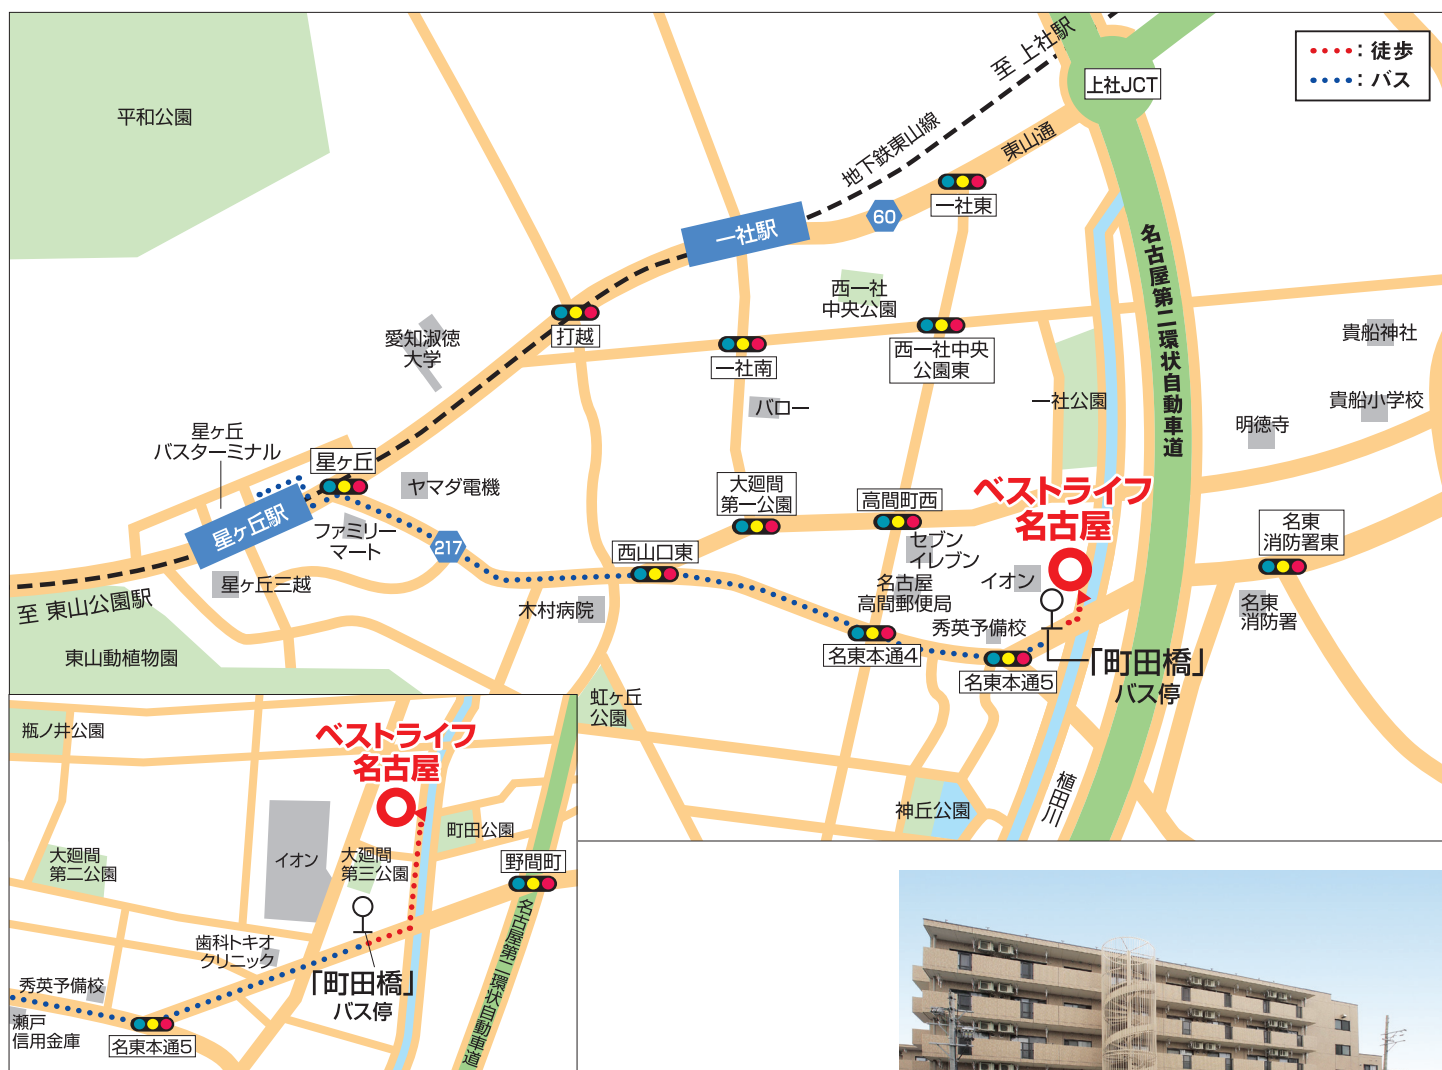 平和公園
至 上社駅
上社JCT
：徒歩
：バス
地下鉄東山線
東山通
一社東
60
一社駅
名古屋第二環状自動車道
西一社
中央公園
打越
愛知淑徳
大学
一社南
西一社中央
公園東
貴船神社
バロー
一社公園
貴船小学校
明徳寺
星ヶ丘
バスターミナル
星ヶ丘
ヤマダ電機
大廻間
第一公園
高間町西
ベストライフ
名古屋
名東
消防署東
星ヶ丘駅
ファミリー
マート
217
西山口東
セブン
イレブン
イオン
名古屋
高間郵便局
星ヶ丘三越
至 東山公園駅
木村病院
秀英予備校
名東
消防署
東山動植物園
名東本通4
名東本通5
「町田橋」
バス停
虹ヶ丘
公園
神丘公園
植田川
瓶ノ井公園
ベストライフ
名古屋
町田公園
大廻間
第二公園
イオン
大廻間
第三公園
野間町
歯科トキオ
クリニック
「町田橋」
バス停
名古屋第二環状自動車道
秀英予備校
瀬戸
信用金庫
名東本通5